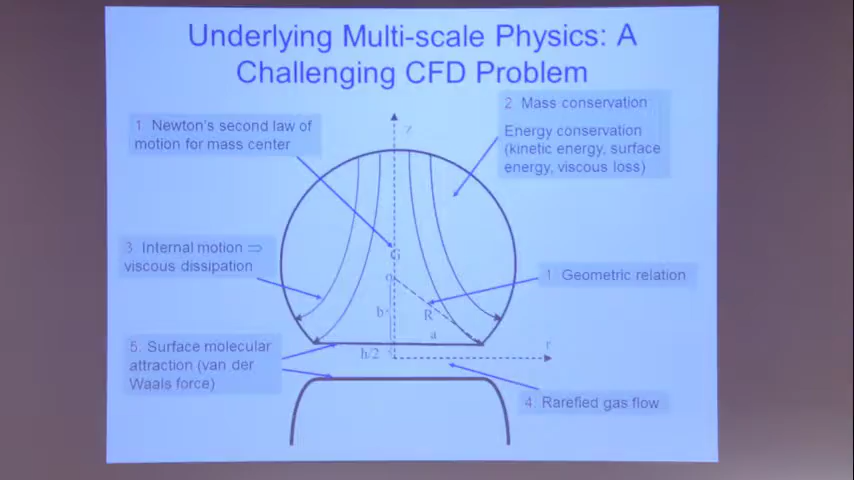 Underlying Multi-scale Physics: A
Challenging CFD Problem
1. Newton's second law of
motion for mass center
2 Mass conservation
Energy conservation
(kinetic energy, surface
energy, viscous loss)
z
G
3. Internal motion ⇒
viscous dissipation
1. Geometric relation
o
b
R
a
r
h/2
5. Surface molecular
attraction (van der
Waals force)
4. Rarefied gas flow